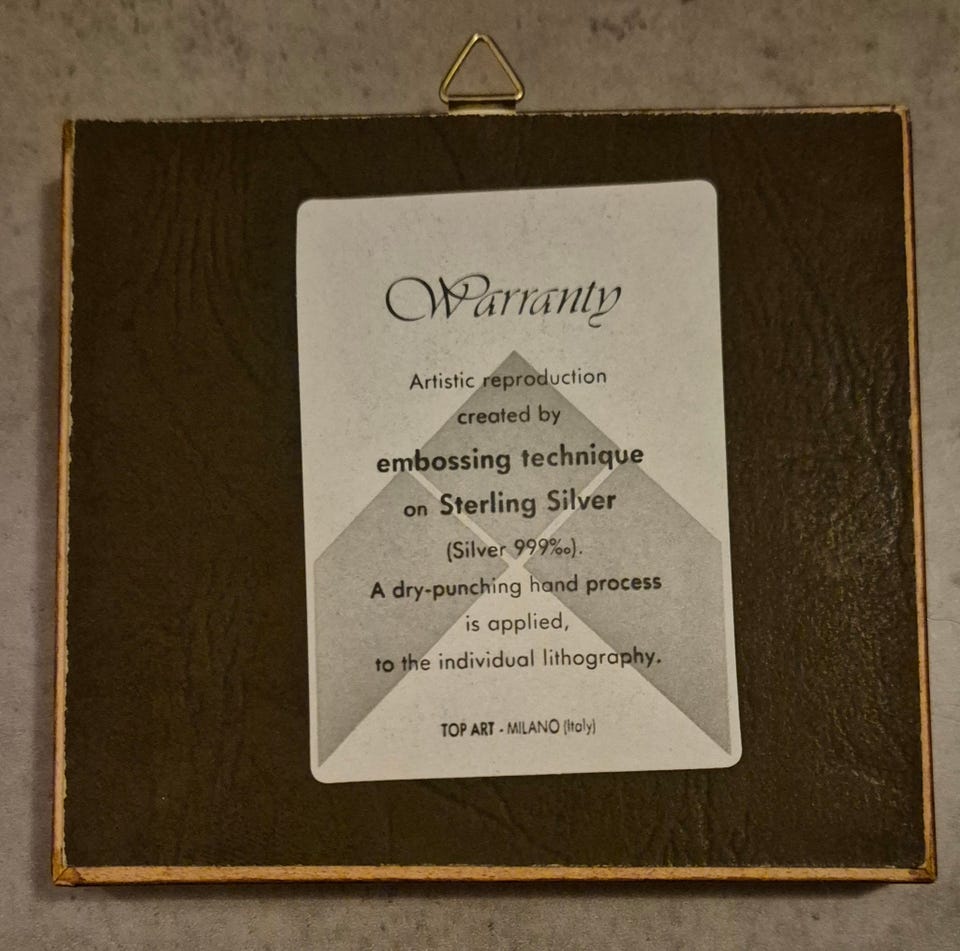 Warranty
Artistic reproduction
created by
embossing technique
on Sterling Silver
(Silver 999‰).
A dry-punching hand process
is applied,
to the individual lithography.
TOP ART - MILANO (Italy)